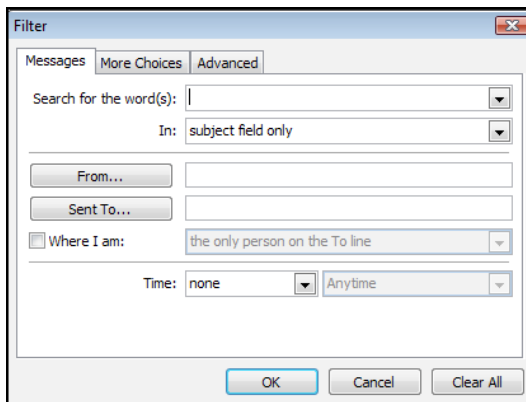 Filter
Messages More Choices Advanced
Search for the word(s):
In: subject field only
From...
Sent To...
Where I am: the only person on the To line
Time: none Anytime
OK Cancel Clear All